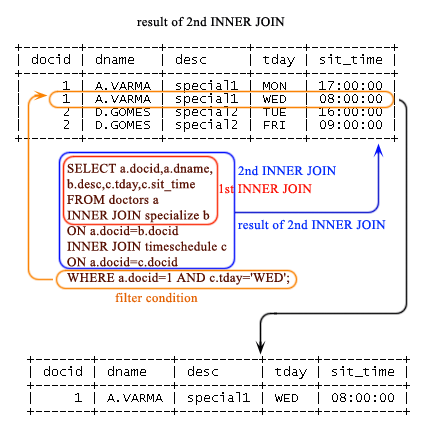 result of 2nd INNER JOIN
+-------+---------+----------+------+----------+
| docid | dname   | desc     | tday | sit_time |
+-------+---------+----------+------+----------+
|     1 | A.VARMA | special1 | MON  | 17:00:00 |
|     1 | A.VARMA | special1 | WED  | 08:00:00 |
|     2 | D.GOMES | special2 | TUE  | 16:00:00 |
|     2 | D.GOMES | special2 | FRI  | 09:00:00 |
+-------+---------+----------+------+----------+
SELECT a.docid,a.dname,
b.desc,c.tday,c.sit_time
FROM doctors a
INNER JOIN specialize b
ON a.docid=b.docid
INNER JOIN timeschedule c
ON a.docid=c.docid
WHERE a.docid=1 AND c.tday='WED';
2nd INNER JOIN
1st INNER JOIN
result of 2nd INNER JOIN
filter condition
+-------+---------+----------+------+----------+
| docid | dname   | desc     | tday | sit_time |
+-------+---------+----------+------+----------+
|     1 | A.VARMA | special1 | WED  | 08:00:00 |
+-------+---------+----------+------+----------+